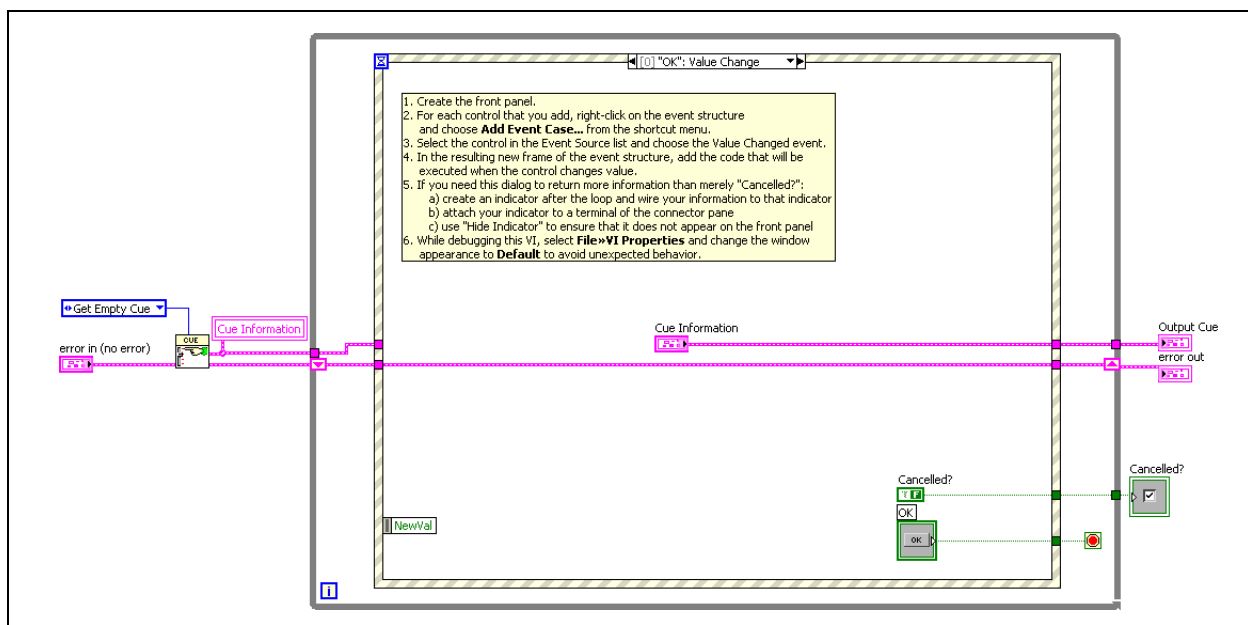 [0] "OK": Value Change
1. Create the front panel.
2. For each control that you add, right-click on the event structure
and choose Add Event Case... from the shortcut menu.
3. Select the control in the Event Source list and choose the Value Changed event.
4. In the resulting new frame of the event structure, add the code that will be
executed when the control changes value.
5. If you need this dialog to return more information than merely "Cancelled?":
a) create an indicator after the loop and wire your information to that indicator
b) attach your indicator to a terminal of the connector pane
c) use "Hide Indicator" to ensure that it does not appear on the front panel
6. While debugging this VI, select File»VI Properties and change the window
appearance to Default to avoid unexpected behavior.
Get Empty Cue
Cue Information
error in (no error)
CUE
Cue Information
Output Cue
error out
Cancelled?
T F
OK
OK
Cancelled?
NewVal
i